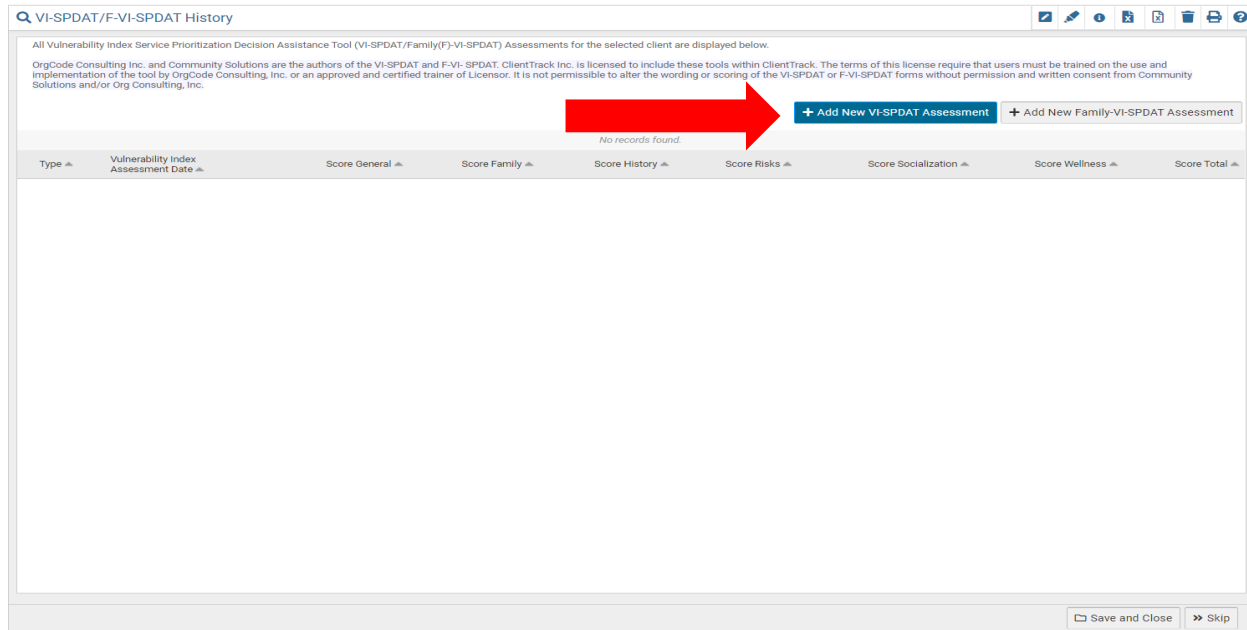 VI-SPDAT/F-VI-SPDAT History
All Vulnerability Index Service Prioritization Decision Assistance Tool (VI-SPDAT/Family(F)-VI-SPDAT) Assessments for the selected client are displayed below.
OrgCode Consulting Inc. and Community Solutions are the authors of the VI-SPDAT and F-VI- SPDAT. ClientTrack Inc. is licensed to include these tools within ClientTrack. The terms of this license require that users must be trained on the use and
implementation of the tool by OrgCode Consulting, Inc. or an approved and certified trainer of Licensor. It is not permissible to alter the wording or scoring of the VI-SPDAT or F-VI-SPDAT forms without permission and written consent from Community
Solutions and/or Org Consulting, Inc.
+ Add New VI-SPDAT Assessment + Add New Family-VI-SPDAT Assessment
No records found.
Type Vulnerability Index Assessment Date Score General Score Family Score History Score Risks Score Socialization Score Wellness Score Total
Save and Close >> Skip